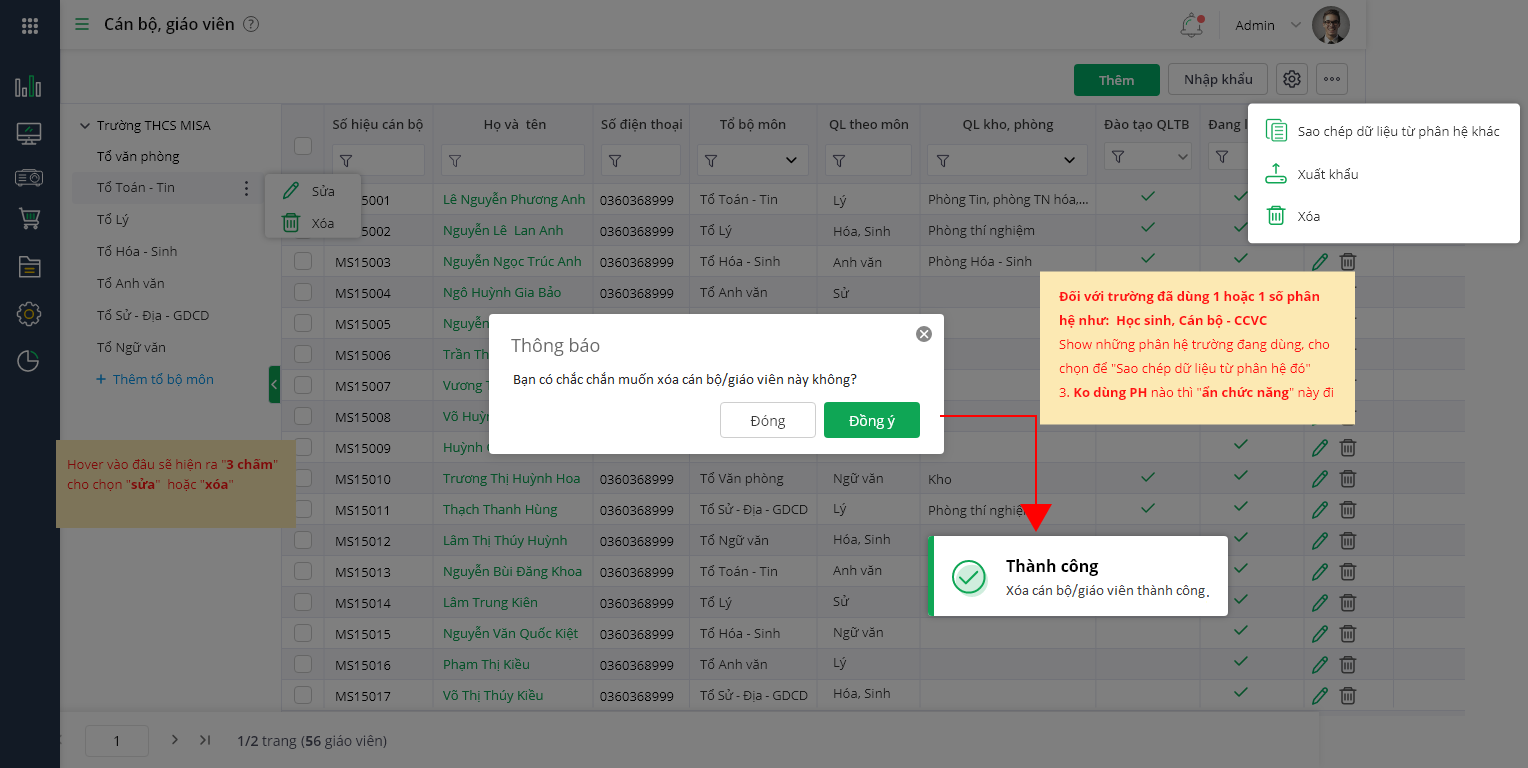 Cán bộ, giáo viên
Admin
Thêm
Nhập khẩu
Sao chép dữ liệu từ phân hệ khác
Xuất khẩu
Xóa
Trường THCS MISA
Tổ văn phòng
Tổ Toán - Tin
Tổ Lý
Tổ Hóa - Sinh
Tổ Anh văn
Tổ Sử - Địa - GDCD
Tổ Ngữ văn
+ Thêm tổ bộ môn
Sửa
Xóa
Hover vào đâu sẽ hiện ra "3 chấm"
cho chọn "sửa" hoặc "xóa"
Số hiệu cán bộ Họ và tên Số điện thoại Tổ bộ môn QL theo môn QL kho, phòng Đào tạo QLTB Đang
5001 Lê Nguyễn Phương Anh 0360368999 Tổ Toán - Tin Lý Phòng Tin, phòng TN hóa,...
5002 Nguyễn Lê Lan Anh 0360368999 Tổ Lý Hóa, Sinh Phòng thí nghiệm
MS15003 Nguyễn Ngọc Trúc Anh 0360368999 Tổ Hóa - Sinh Anh văn Phòng Hóa - Sinh
MS15004 Ngô Huỳnh Gia Bảo 0360368999 Tổ Anh văn Sử
MS15005 Nguyễn
MS15006 Trần Th
MS15007 Vương
MS15008 Võ Huỳn
MS15009 Huỳnh
MS15010 Trương Thị Huỳnh Hoa 0360368999 Tổ Văn phòng Ngữ văn Kho
MS15011 Thạch Thanh Hùng 0360368999 Tổ Sử - Địa - GDCD Lý Phòng thí nghiệm
MS15012 Lâm Thị Thúy Huỳnh 0360368999 Tổ Ngữ văn Hóa, Sinh
MS15013 Nguyễn Bùi Đăng Khoa 0360368999 Tổ Toán - Tin Anh văn
MS15014 Lâm Trung Kiên 0360368999 Tổ Lý Sử
MS15015 Nguyễn Văn Quốc Kiệt 0360368999 Tổ Hóa - Sinh Ngữ văn
MS15016 Phạm Thị Kiều 0360368999 Tổ Anh văn Lý
MS15017 Võ Thị Thúy Kiều 0360368999 Tổ Sử - Địa - GDCD Hóa, Sinh
Đối với trường đã dùng 1 hoặc 1 số phân
hệ như: Học sinh, Cán bộ - CCVC
Show những phân hệ trường đang dùng, cho
chọn để "Sao chép dữ liệu từ phân hệ đó"
3. Ko dùng PH nào thì "ẩn chức năng" này đi
Thông báo
Bạn có chắc chắn muốn xóa cán bộ/giáo viên này không?
Đóng
Đồng ý
Thành công
Xóa cán bộ/giáo viên thành công.
1
1/2 trang (56 giáo viên)